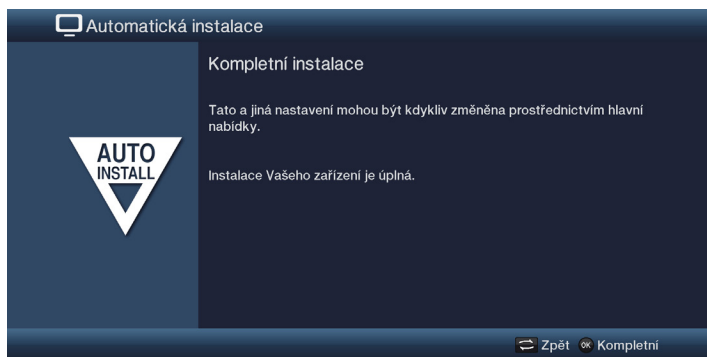 Automatická instalace
Kompletní instalace
Tato a jiná nastavení mohou být kdykliv změněna prostřednictvím hlavní
nabídky.
AUTO
INSTALL
Instalace Vašeho zařízení je úplná.
Zpět OK Kompletní